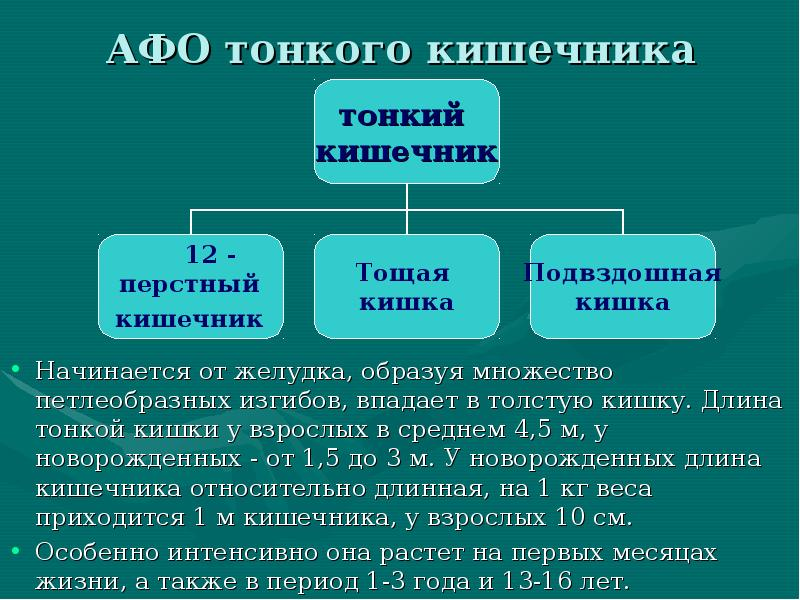 АФО тонкого кишечника
тонкий
кишечник
12 -
перстный
кишечник
Тощая
кишка
Подвздошная
кишка
• Начинается от желудка, образуя множество
петлеобразных изгибов, впадает в толстую кишку. Длина
тонкой кишки у взрослых в среднем 4,5 м, у
новорожденных - от 1,5 до 3 м. У новорожденных длина
кишечника относительно длинная, на 1 кг веса
приходится 1 м кишечника, у взрослых 10 см.
• Особенно интенсивно она растет на первых месяцах
жизни, а также в период 1-3 года и 13-16 лет.